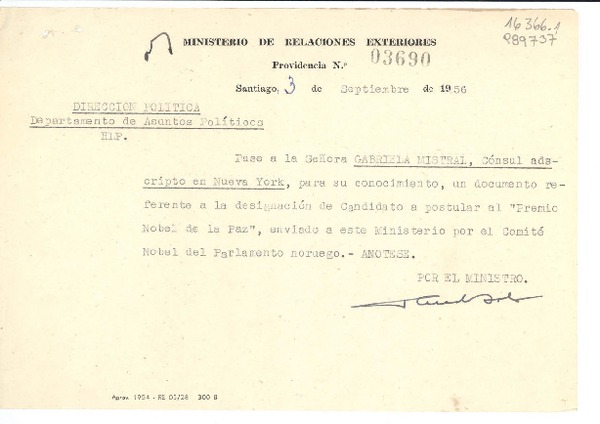 16366.1
989737
MINISTERIO DE RELACIONES EXTERIORES
Providencia N.º 03690
Santiago, 3 de Septiembre de 1956
DIRECCION POLITICA
Departamento de Asuntos Políticos
HIP.
Pase a la Señora GABRIELA MISTRAL, Cónsul ads-
cripto en Nueva York, para su conocimiento, un documento re-
ferente a la designación de Candidato a postular al "Premio
Nobel de la Paz", enviado a este Ministerio por el Comité
Nobel del Parlamento noruego.- ANOTESE.
POR EL MINISTRO.
Aprov. 1954 - RE 05/28 300 B